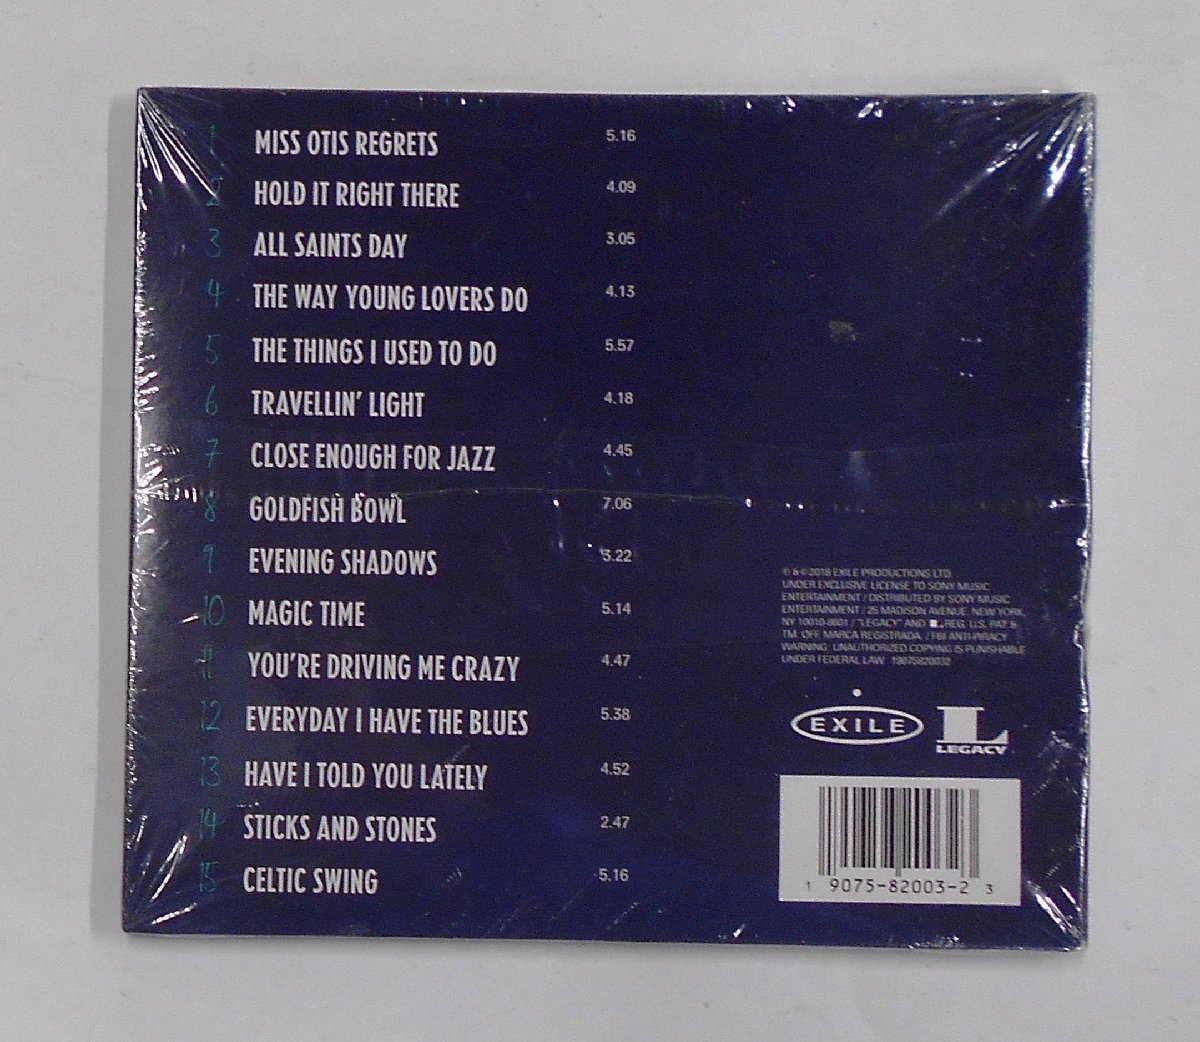 1 MISS OTIS REGRETS 5.16
2 HOLD IT RIGHT THERE 4.09
3 ALL SAINTS DAY 3.05
4 THE WAY YOUNG LOVERS DO 4.13
5 THE THINGS I USED TO DO 5.57
6 TRAVELLIN' LIGHT 4.18
7 CLOSE ENOUGH FOR JAZZ 4.45
8 GOLDFISH BOWL 7.06
9 EVENING SHADOWS 3.22
10 MAGIC TIME 5.14
11 YOU'RE DRIVING ME CRAZY 4.47
12 EVERYDAY I HAVE THE BLUES 5.38
13 HAVE I TOLD YOU LATELY 4.52
14 STICKS AND STONES 2.47
15 CELTIC SWING 5.16
℗ & © 2018 EXILE PRODUCTIONS LTD.
UNDER EXCLUSIVE LICENSE TO SONY MUSIC
ENTERTAINMENT / DISTRIBUTED BY SONY MUSIC
ENTERTAINMENT / 25 MADISON AVENUE, NEW YORK,
NY 10010-8601 / "LEGACY" AND L REG. U.S. PAT. &
TM. OFF. MARCA REGISTRADA. / FBI ANTI-PIRACY
WARNING: UNAUTHORIZED COPYING IS PUNISHABLE
UNDER FEDERAL LAW. 19075820032
EXILE
L LEGACY
1 9075-82003-2 3